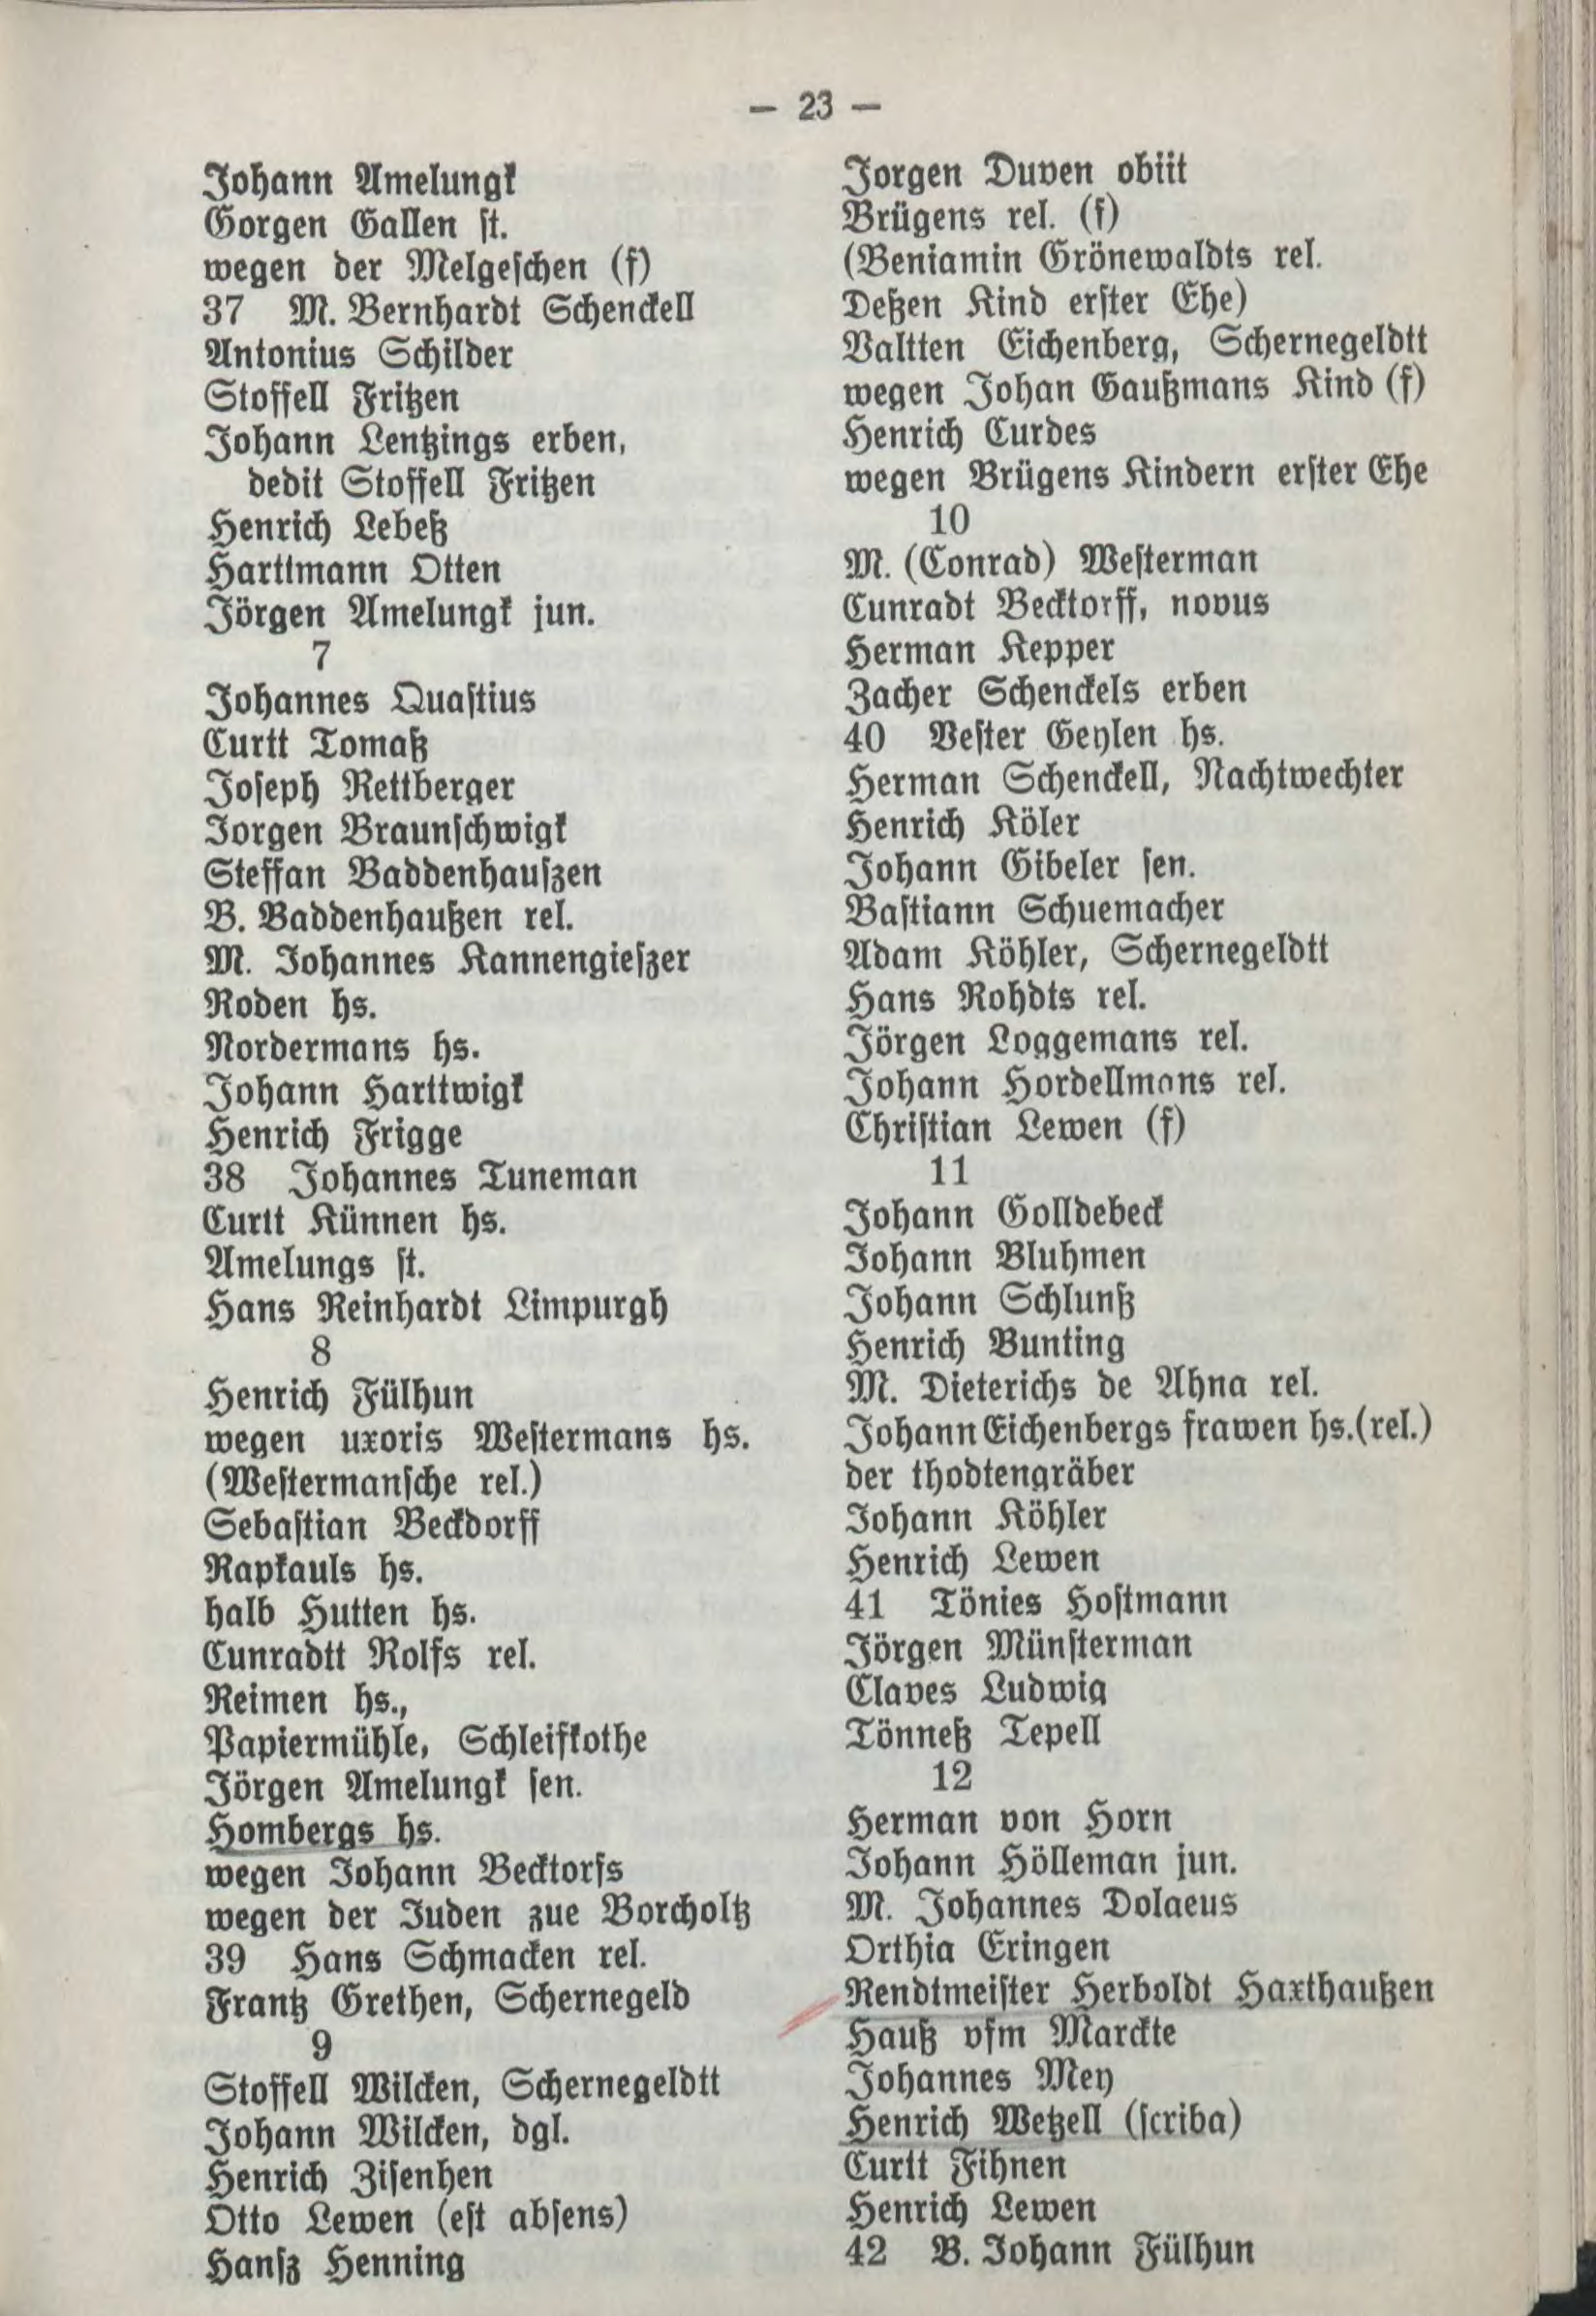 — 23 —
Johann Amelungk
Gorgen Gallen st.
wegen der Melgeschen (f)
37 M. Bernhardt Schenckell
Antonius Schilder
Stoffell Fritzen
Johann Lentzings erben,
dedit Stoffell Fritzen
Henrich Lebeß
Harttmann Otten
Jörgen Amelungk jun.
7
Johannes Quastius
Curtt Tomaß
Joseph Rettberger
Jorgen Braunschwigk
Steffan Baddenhauszen
B. Baddenhaußen rel.
M. Johannes Kannengieszer
Roden hs.
Nordermans hs.
Johann Harttwigk
Henrich Frigge
38 Johannes Tuneman
Curtt Künnen hs.
Amelungs st.
Hans Reinhardt Limpurgh
8
Henrich Fülhun
wegen uxoris Westermans hs.
(Westermansche rel.)
Sebastian Beckdorff
Rapkauls hs.
halb Hutten hs.
Cunradtt Rolfs rel.
Reimen hs.,
Papiermühle, Schleifkothe
Jörgen Amelungk sen.
Hombergs hs.
wegen Johann Becktorfs
wegen der Juden zue Borcholtz
39 Hans Schmacken rel.
Frantz Grethen, Schernegeld
9
Stoffell Wilcken, Schernegeldtt
Johann Wilcken, dgl.
Henrich Zisenhen
Otto Lewen (est absens)
Hansz Henning
Jorgen Duven obiit
Brügens rel. (f)
(Beniamin Grönewaldts rel.
Deßen Kind erster Ehe)
Valtten Eichenberg, Schernegeldtt
wegen Johan Gaußmans Kind (f)
Henrich Curdes
wegen Brügens Kindern erster Ehe
10
M. (Conrad) Westerman
Cunradt Becktorff, novus
Herman Kepper
Zacher Schenckels erben
40 Vester Geylen hs.
Herman Schenckell, Nachtwechter
Henrich Köler
Johann Gibeler sen.
Bastiann Schuemacher
Adam Köhler, Schernegeldtt
Hans Rohdts rel.
Jörgen Loggemans rel.
Johann Hordellmans rel.
Christian Lewen (f)
11
Johann Golldebeck
Johann Bluhmen
Johann Schlunß
Henrich Bunting
M. Dieterichs de Ahna rel.
Johann Eichenbergs frawen hs.(rel.)
der thodtengräber
Johann Köhler
Henrich Lewen
41 Tönies Hostmann
Jörgen Münsterman
Claves Ludwig
Tönneß Tepell
12
Herman von Horn
Johann Hölleman jun.
M. Johannes Dolaeus
Orthia Eringen
Rendtmeister Herboldt Haxthaußen
Hauß vfm Marckte
Johannes Mey
Henrich Wetzell (scriba)
Curtt Fihnen
Henrich Lewen
42 B. Johann Fülhun